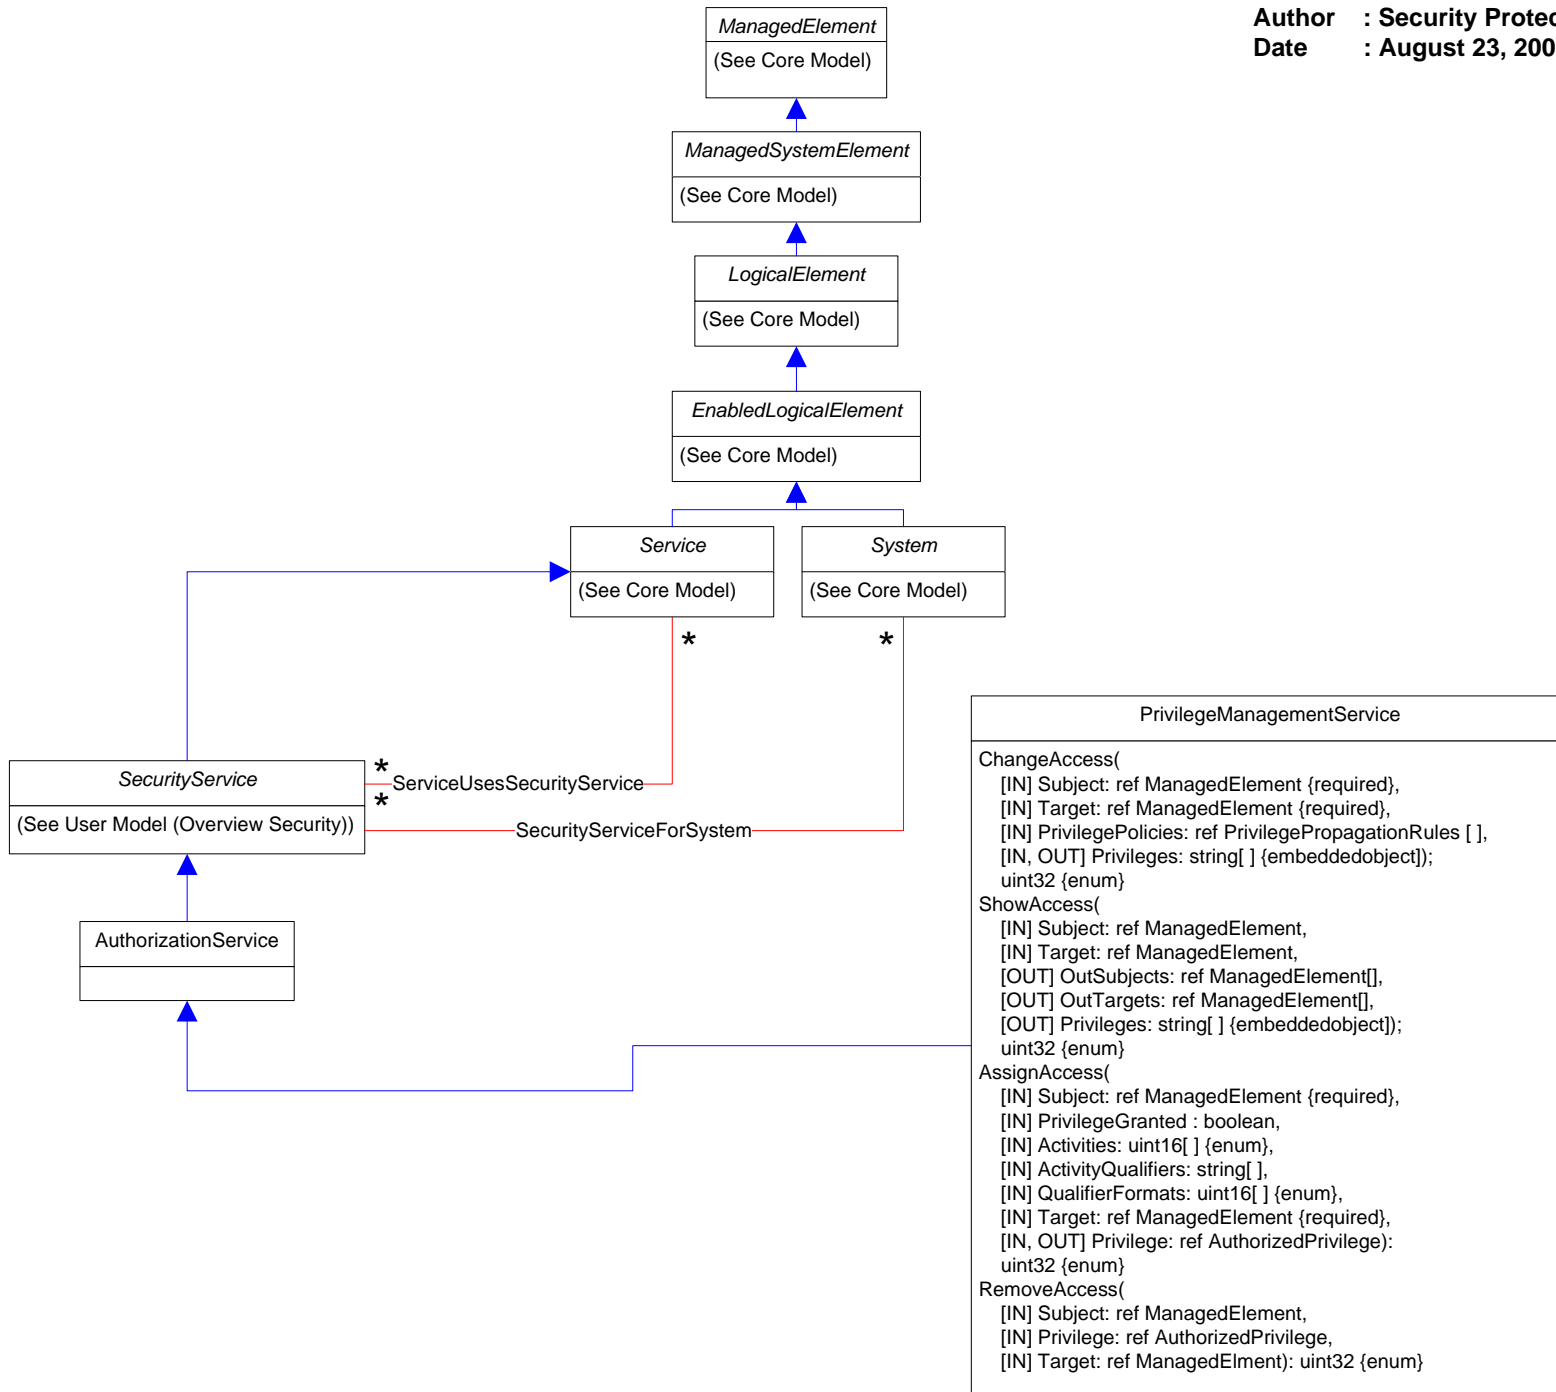 Author : Security Protec
Date : August 23, 200
ManagedElement
(See Core Model)
ManagedSystemElement
(See Core Model)
LogicalElement
(See Core Model)
EnabledLogicalElement
(See Core Model)
Service
(See Core Model)
System
(See Core Model)
*
*
SecurityService
(See User Model (Overview Security))
*
ServiceUsesSecurityService
*
SecurityServiceForSystem
AuthorizationService
PrivilegeManagementService
ChangeAccess(
[IN] Subject: ref ManagedElement {required},
[IN] Target: ref ManagedElement {required},
[IN] PrivilegePolicies: ref PrivilegePropagationRules [ ],
[IN, OUT] Privileges: string[ ] {embeddedobject]);
uint32 {enum}
ShowAccess(
[IN] Subject: ref ManagedElement,
[IN] Target: ref ManagedElement,
[OUT] OutSubjects: ref ManagedElement[],
[OUT] OutTargets: ref ManagedElement[],
[OUT] Privileges: string[ ] {embeddedobject]);
uint32 {enum}
AssignAccess(
[IN] Subject: ref ManagedElement {required},
[IN] PrivilegeGranted : boolean,
[IN] Activities: uint16[ ] {enum},
[IN] ActivityQualifiers: string[ ],
[IN] QualifierFormats: uint16[ ] {enum},
[IN] Target: ref ManagedElement {required},
[IN, OUT] Privilege: ref AuthorizedPrivilege):
uint32 {enum}
RemoveAccess(
[IN] Subject: ref ManagedElement,
[IN] Privilege: ref AuthorizedPrivilege,
[IN] Target: ref ManagedElment): uint32 {enum}